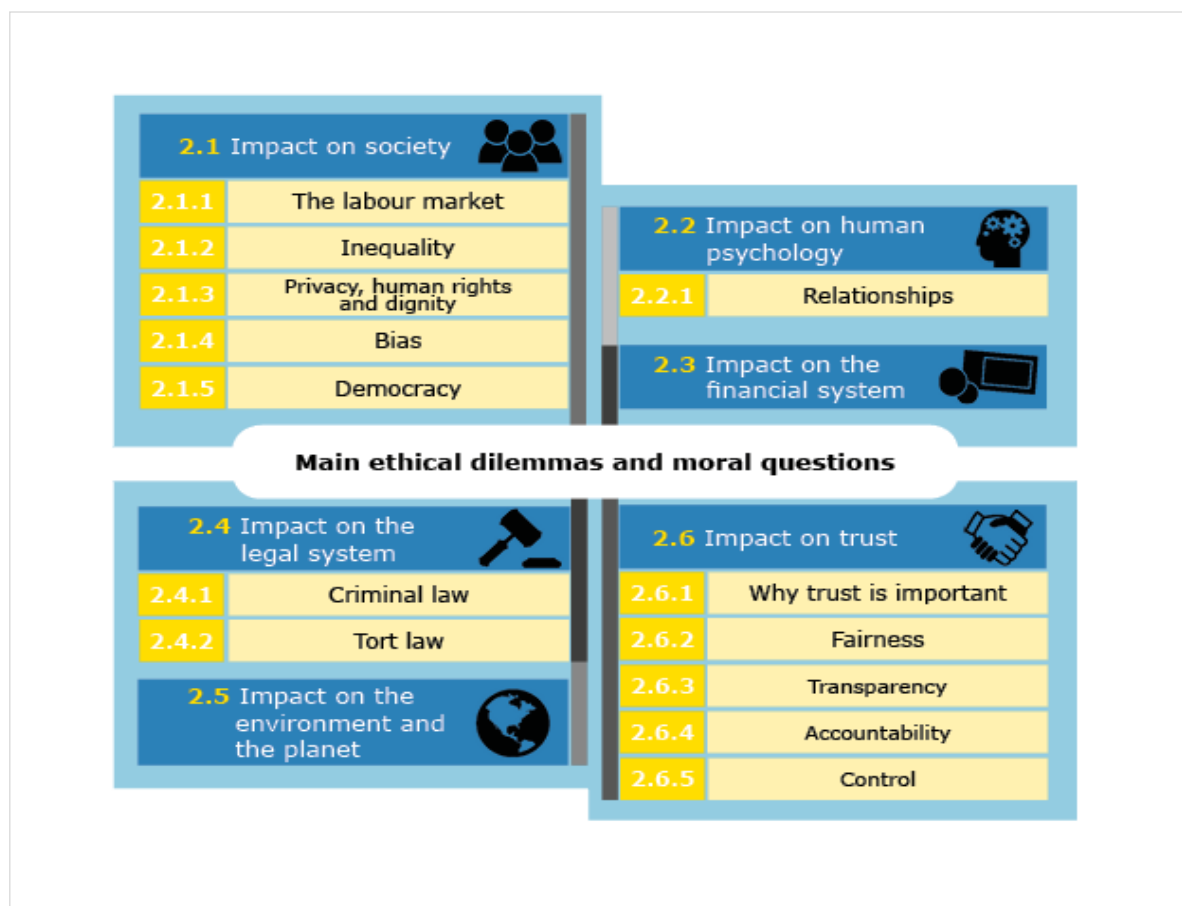 2.1 Impact on society
2.1.1 The labour market
2.1.2 Inequality
2.1.3 Privacy, human rights
and dignity
2.1.4 Bias
2.1.5 Democracy
2.2 Impact on human
psychology
2.2.1 Relationships
2.3 Impact on the
financial system
Main ethical dilemmas and moral questions
2.4 Impact on the
legal system
2.4.1 Criminal law
2.4.2 Tort law
2.5 Impact on the
environment and
the planet
2.6 Impact on trust
2.6.1 Why trust is important
2.6.2 Fairness
2.6.3 Transparency
2.6.4 Accountability
2.6.5 Control